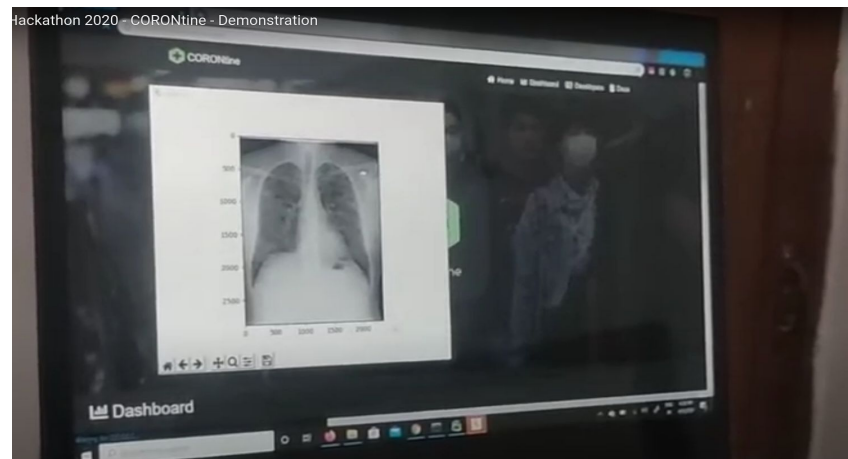 Hackathon 2020 - CORONtine - Demonstration
CORONtine
Home Dashboard Developers Docs
0
500
1000
1500
2000
2500
0 500 1000 1500 2000
ne
Dashboard